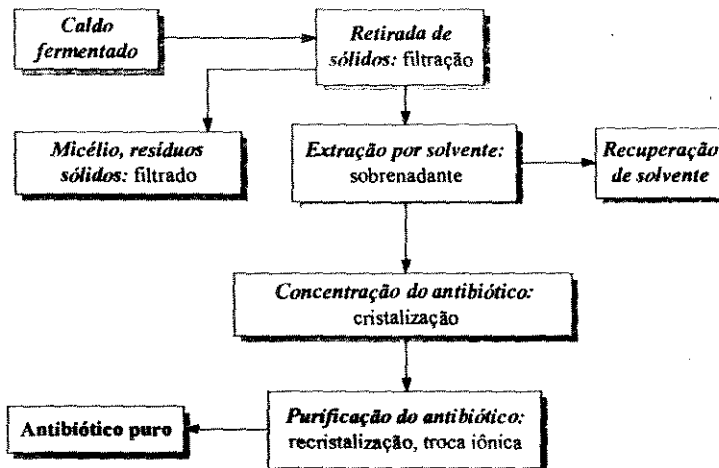 Caldo
fermentado
Retirada de
sólidos: filtração
Micélio, resíduos
sólidos: filtrado
Extração por solvente:
sobrenadante
Recuperação
de solvente
Concentração do antibiótico:
cristalização
Purificação do antibiótico:
recristalização, troca iônica
Antibiótico puro